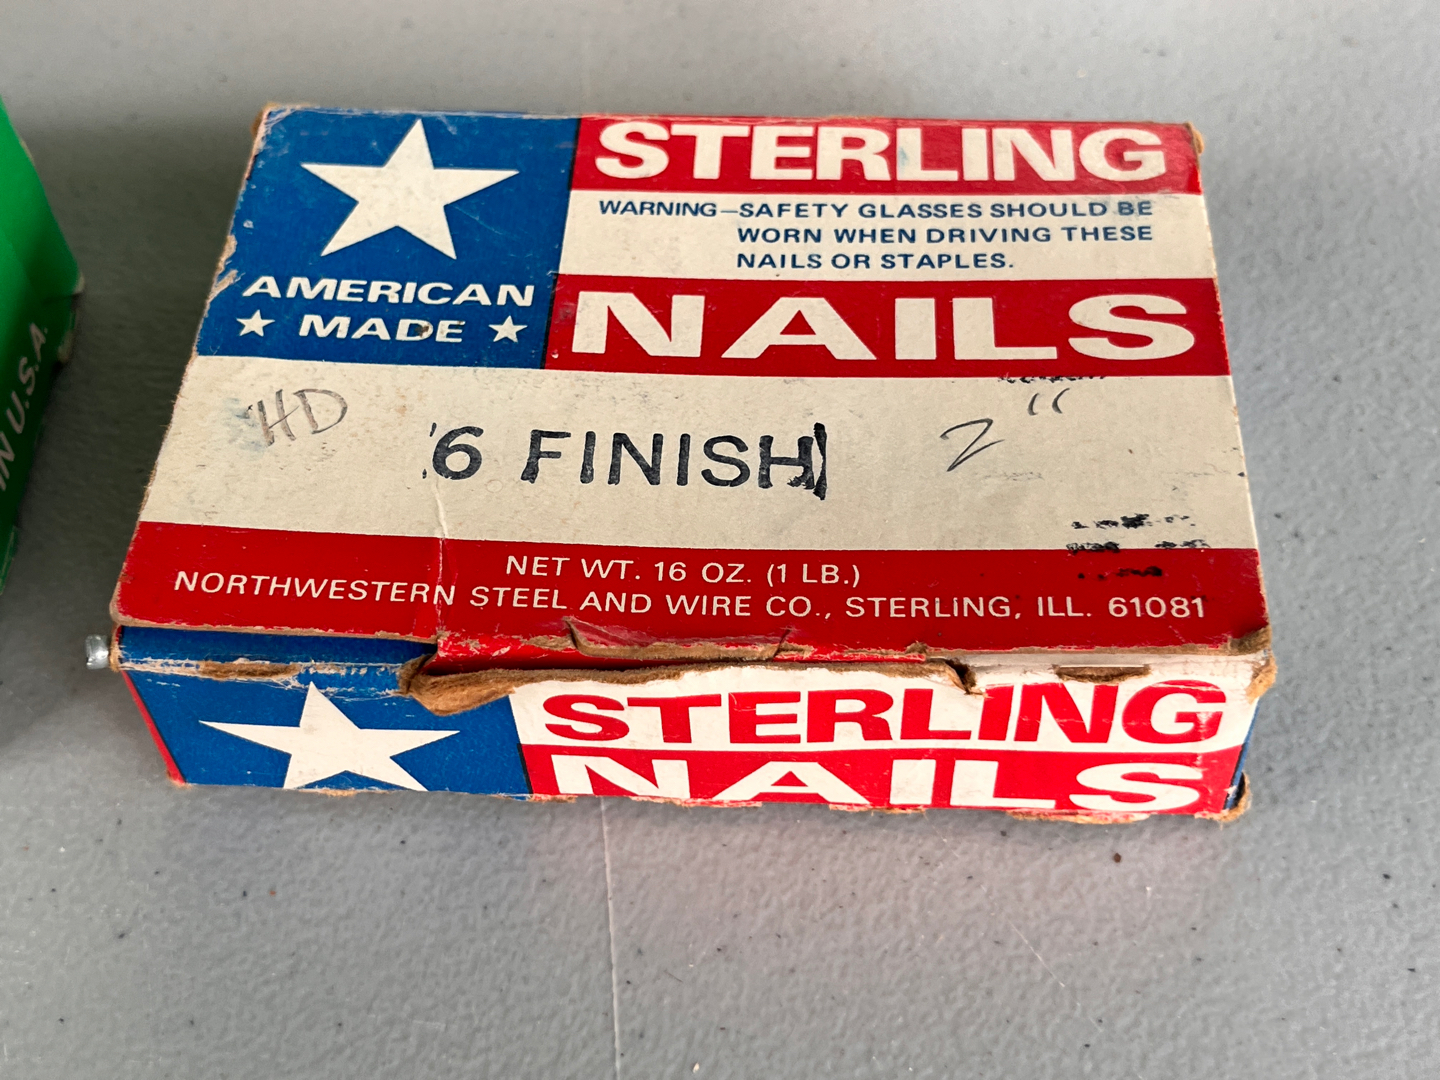 STERLING
WARNING—SAFETY GLASSES SHOULD BE
WORN WHEN DRIVING THESE
NAILS OR STAPLES.
NAILS
AMERICAN
★ MADE ★
HD
6 FINISH
2"
NET WT. 16 OZ. (1 LB.)
NORTHWESTERN STEEL AND WIRE CO., STERLING, ILL. 61081
STERLING
NAILS
IN U.S.A.